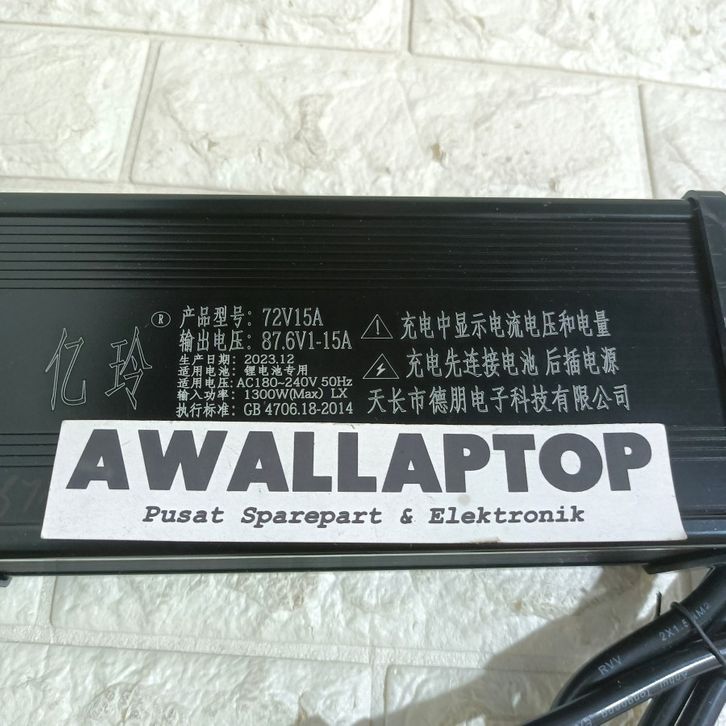 亿玲
®
产品型号: 72V15A
输出电压: 87.6V1-15A
生产日期: 2023.12
适用电池: 锂电池专用
适用电压: AC180~240V 50Hz
输入功率: 1300W(Max) LX
执行标准: GB 4706.18-2014
充电中显示电流电压和电量
充电先连接电池 后插电源
天长市德朋电子科技有限公司
AWALLAPTOP
Pusat Sparepart & Elektronik
RVV